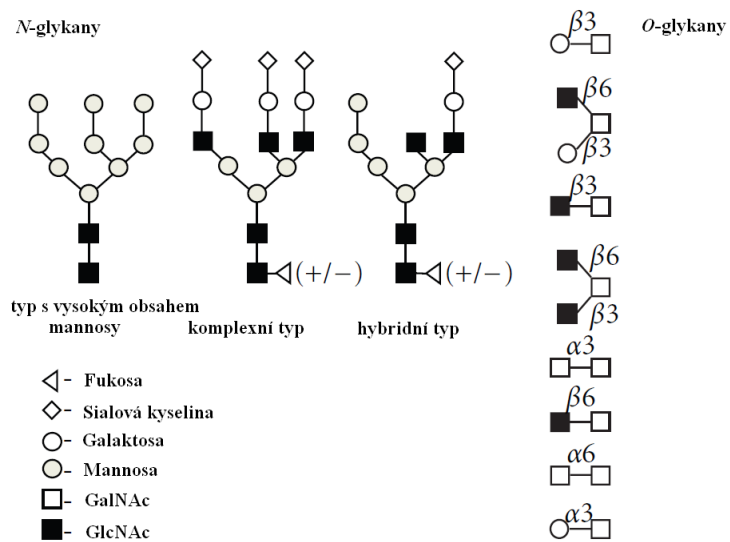 N-glykany
O-glykany
(+/−)
(+/−)
typ s vysokým obsahem
mannosy
komplexní typ
hybridní typ
- Fukosa
- Sialová kyselina
- Galaktosa
- Mannosa
- GalNAc
- GlcNAc
β3
β6
β3
β3
β6
β3
α3
β6
α6
α3